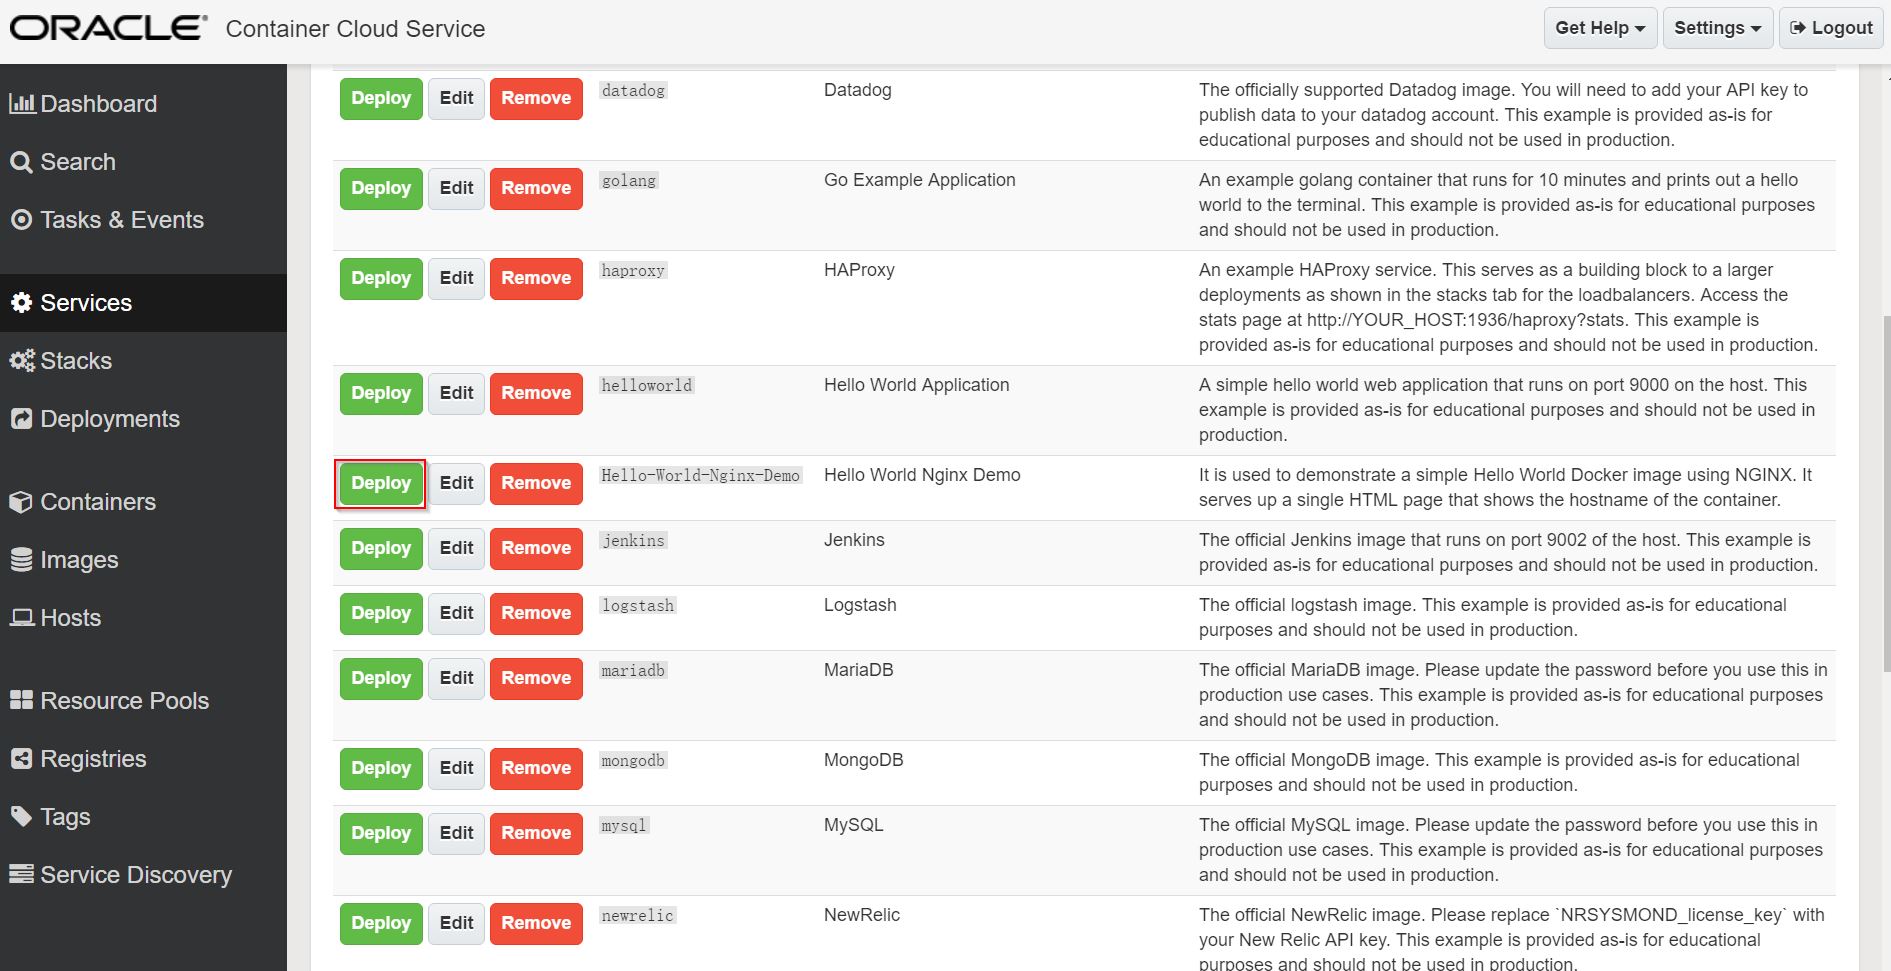 ORACLE® Container Cloud Service
Get Help
Settings
Logout
Dashboard
Search
Tasks & Events
Services
Stacks
Deployments
Containers
Images
Hosts
Resource Pools
Registries
Tags
Service Discovery
Deploy Edit Remove datadog Datadog The officially supported Datadog image. You will need to add your API key to
publish data to your datadog account. This example is provided as-is for
educational purposes and should not be used in production.
Deploy Edit Remove golang Go Example Application An example golang container that runs for 10 minutes and prints out a hello
world to the terminal. This example is provided as-is for educational purposes
and should not be used in production.
Deploy Edit Remove haproxy HAProxy An example HAProxy service. This serves as a building block to a larger
deployments as shown in the stacks tab for the loadbalancers. Access the
stats page at http://YOUR_HOST:1936/haproxy?stats. This example is
provided as-is for educational purposes and should not be used in production.
Deploy Edit Remove helloworld Hello World Application A simple hello world web application that runs on port 9000 on the host. This
example is provided as-is for educational purposes and should not be used in
production.
Deploy Edit Remove Hello-World-Nginx-Demo Hello World Nginx Demo It is used to demonstrate a simple Hello World Docker image using NGINX. It
serves up a single HTML page that shows the hostname of the container.
Deploy Edit Remove jenkins Jenkins The official Jenkins image that runs on port 9002 of the host. This example is
provided as-is for educational purposes and should not be used in production.
Deploy Edit Remove logstash Logstash The official logstash image. This example is provided as-is for educational
purposes and should not be used in production.
Deploy Edit Remove mariadb MariaDB The official MariaDB image. Please update the password before you use this in
production use cases. This example is provided as-is for educational purposes
and should not be used in production.
Deploy Edit Remove mongodb MongoDB The official MongoDB image. This example is provided as-is for educational
purposes and should not be used in production.
Deploy Edit Remove mysql MySQL The official MySQL image. Please update the password before you use this in
production use cases. This example is provided as-is for educational purposes
and should not be used in production.
Deploy Edit Remove newrelic NewRelic The official NewRelic image. Please replace `NRSYSMOND_license_key` with
your New Relic API key. This example is provided as-is for educational
purposes and should not be used in production.